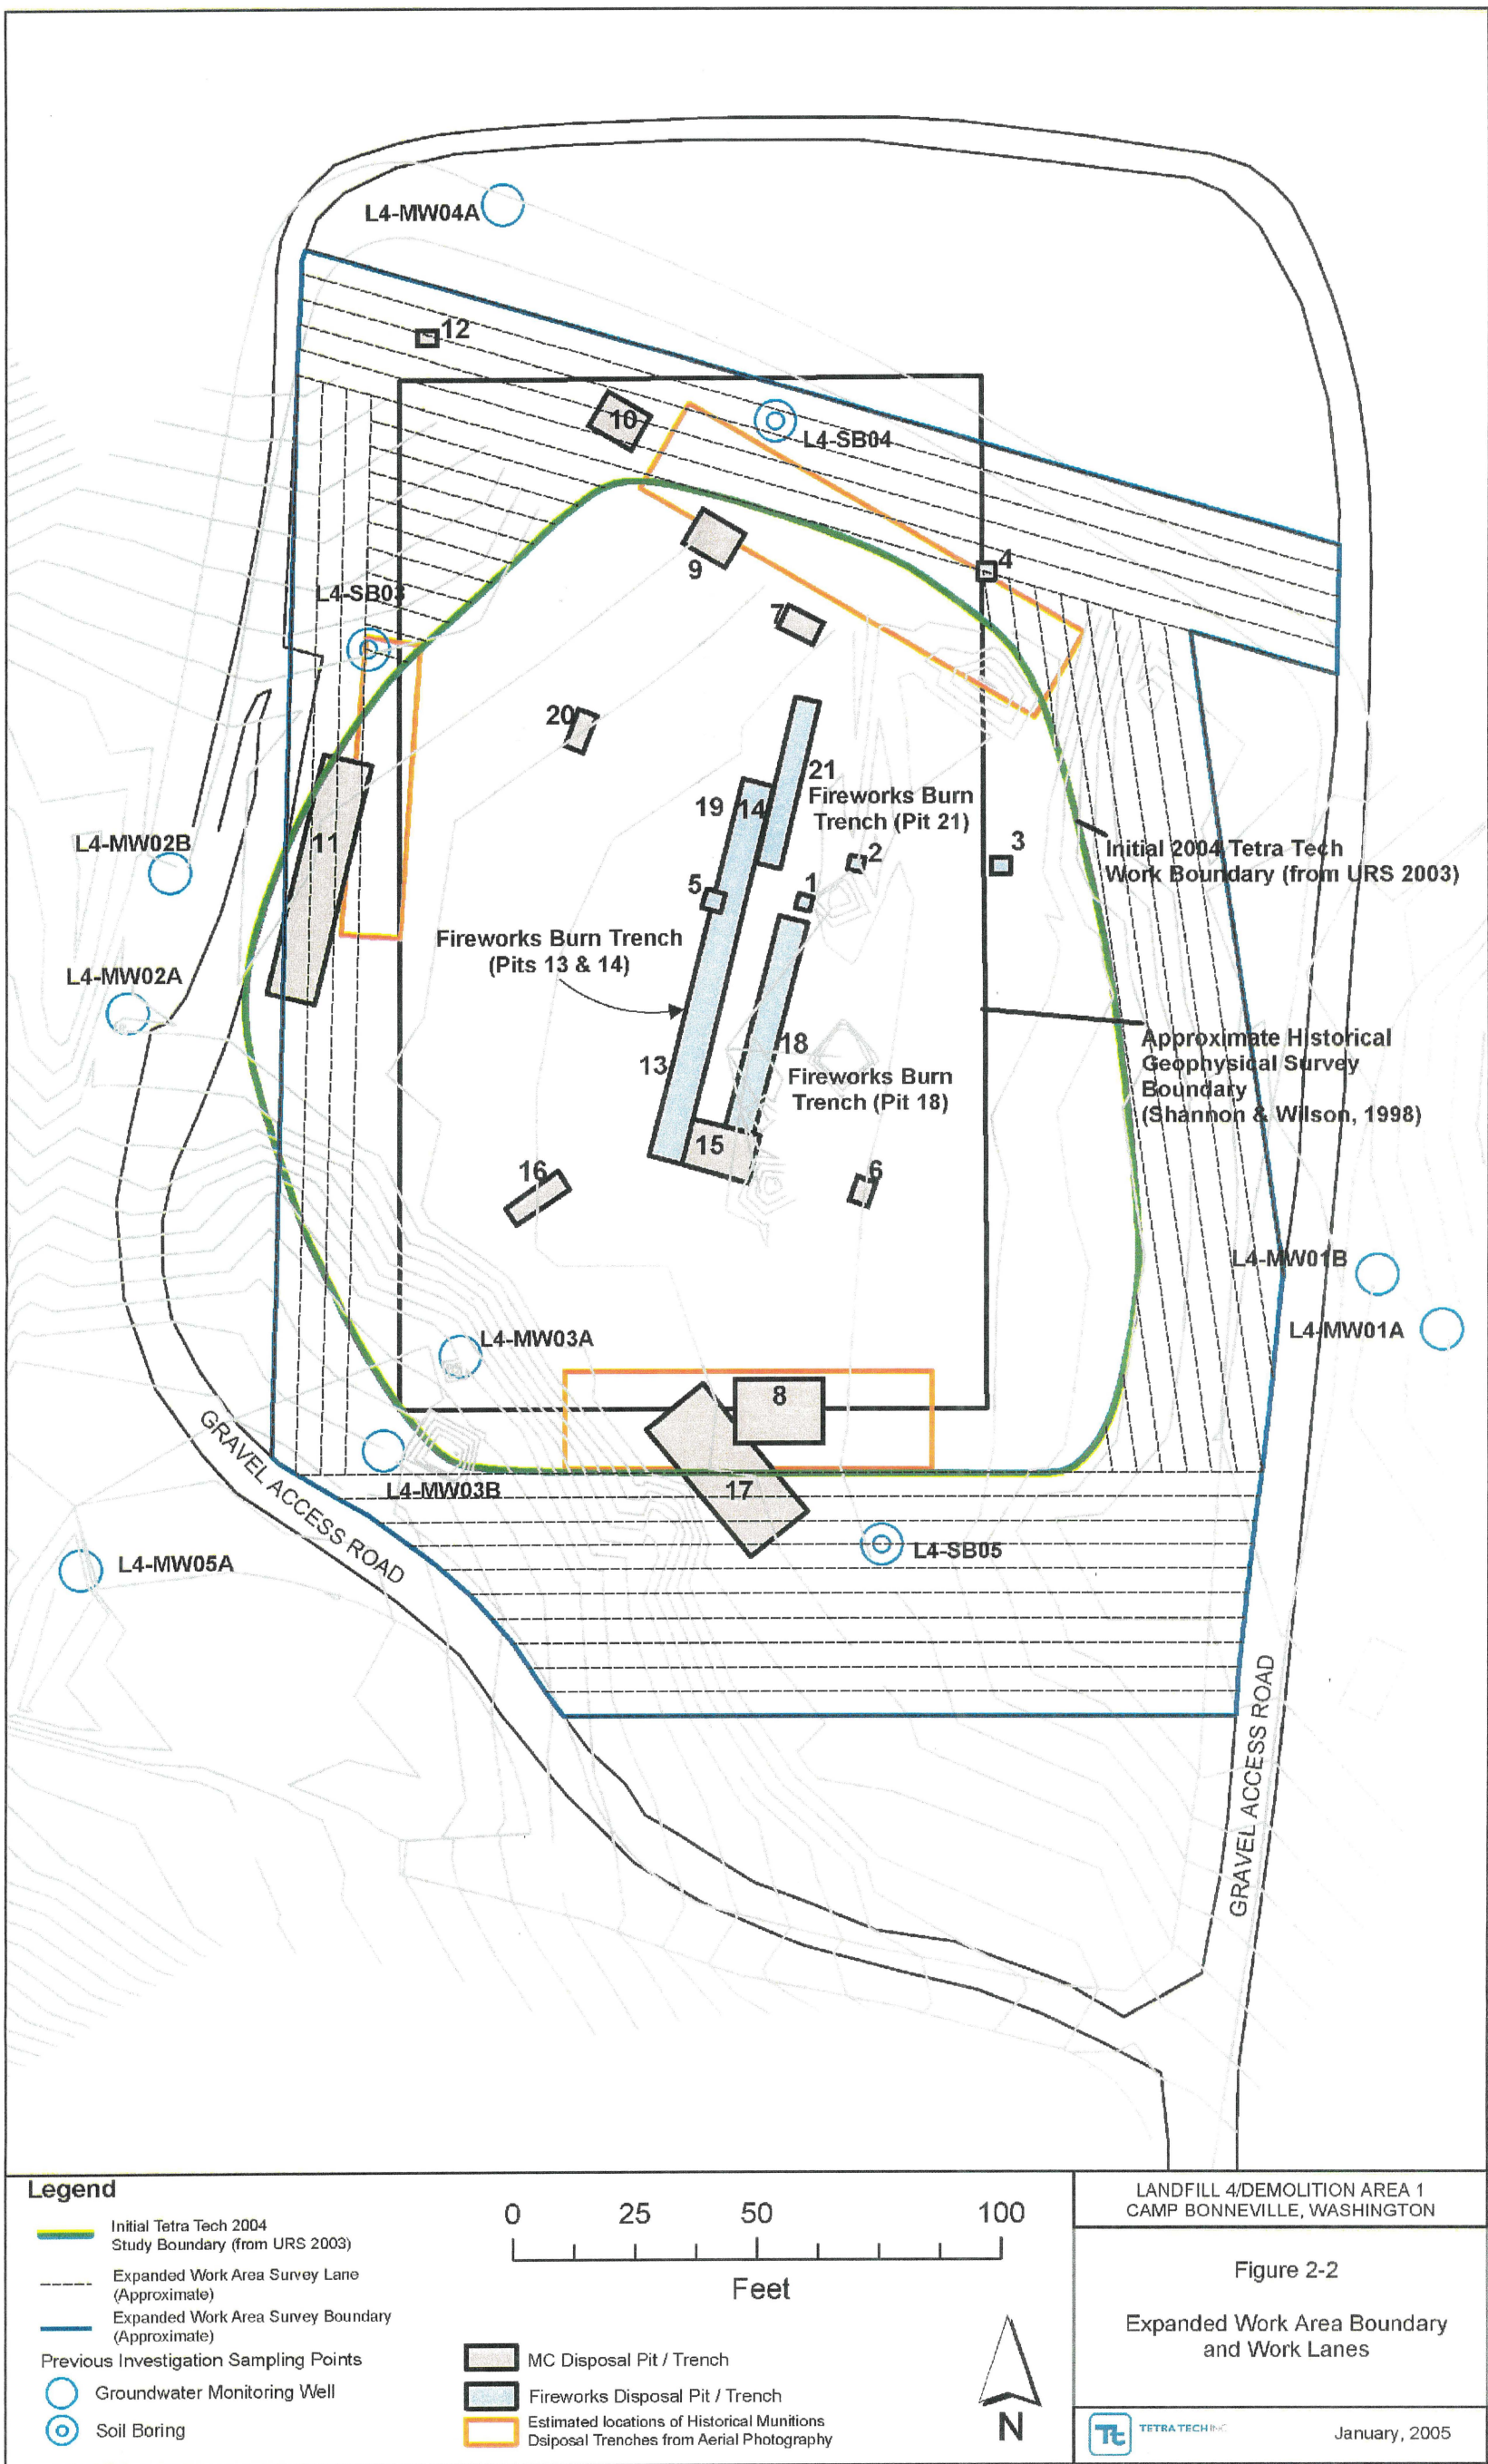 L4-MW04A
12
10
L4-SB04
9
4
7
L4-SB03
20
21
Fireworks Burn
Trench (Pit 21)
19
14
11
L4-MW02B
2
3
Initial 2004 Tetra Tech
Work Boundary (from URS 2003)
5
1
Fireworks Burn Trench
(Pits 13 & 14)
L4-MW02A
18
Fireworks Burn
Trench (Pit 18)
13
Approximate Historical
Geophysical Survey
Boundary
(Shannon & Wilson, 1998)
15
16
6
L4-MW01B
L4-MW01A
L4-MW03A
8
17
L4-MW03B
GRAVEL ACCESS ROAD
L4-SB05
L4-MW05A
GRAVEL ACCESS ROAD
Legend
Initial Tetra Tech 2004
Study Boundary (from URS 2003)
Expanded Work Area Survey Lane
(Approximate)
Expanded Work Area Survey Boundary
(Approximate)
Previous Investigation Sampling Points
Groundwater Monitoring Well
Soil Boring
0 25 50 100
Feet
MC Disposal Pit / Trench
Fireworks Disposal Pit / Trench
Estimated locations of Historical Munitions
Dsiposal Trenches from Aerial Photography
N
LANDFILL 4/DEMOLITION AREA 1
CAMP BONNEVILLE, WASHINGTON
Figure 2-2
Expanded Work Area Boundary
and Work Lanes
Tt TETRA TECH INC
January, 2005